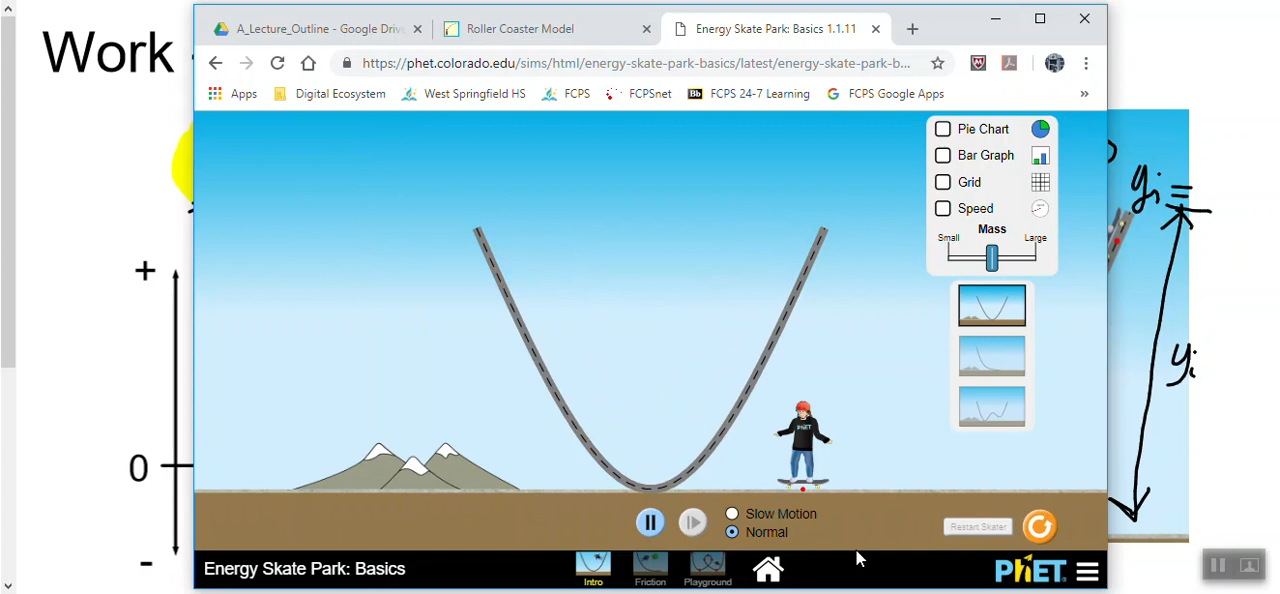 Work -
A_Lecture_Outline - Google Drive
Roller Coaster Model
Energy Skate Park: Basics 1.1.11
https://phet.colorado.edu/sims/html/energy-skate-park-basics/latest/energy-skate-park-b...
Apps
Digital Ecosystem
West Springfield HS
FCPS
FCPSnet
Bb
FCPS 24-7 Learning
FCPS Google Apps
»
Pie Chart
Bar Graph
Grid
Speed
Mass
Small
Large
yi =
+
yi
PhET
0
-
Slow Motion
Normal
Restart Skater
Energy Skate Park: Basics
Intro
Friction
Playground
PhET